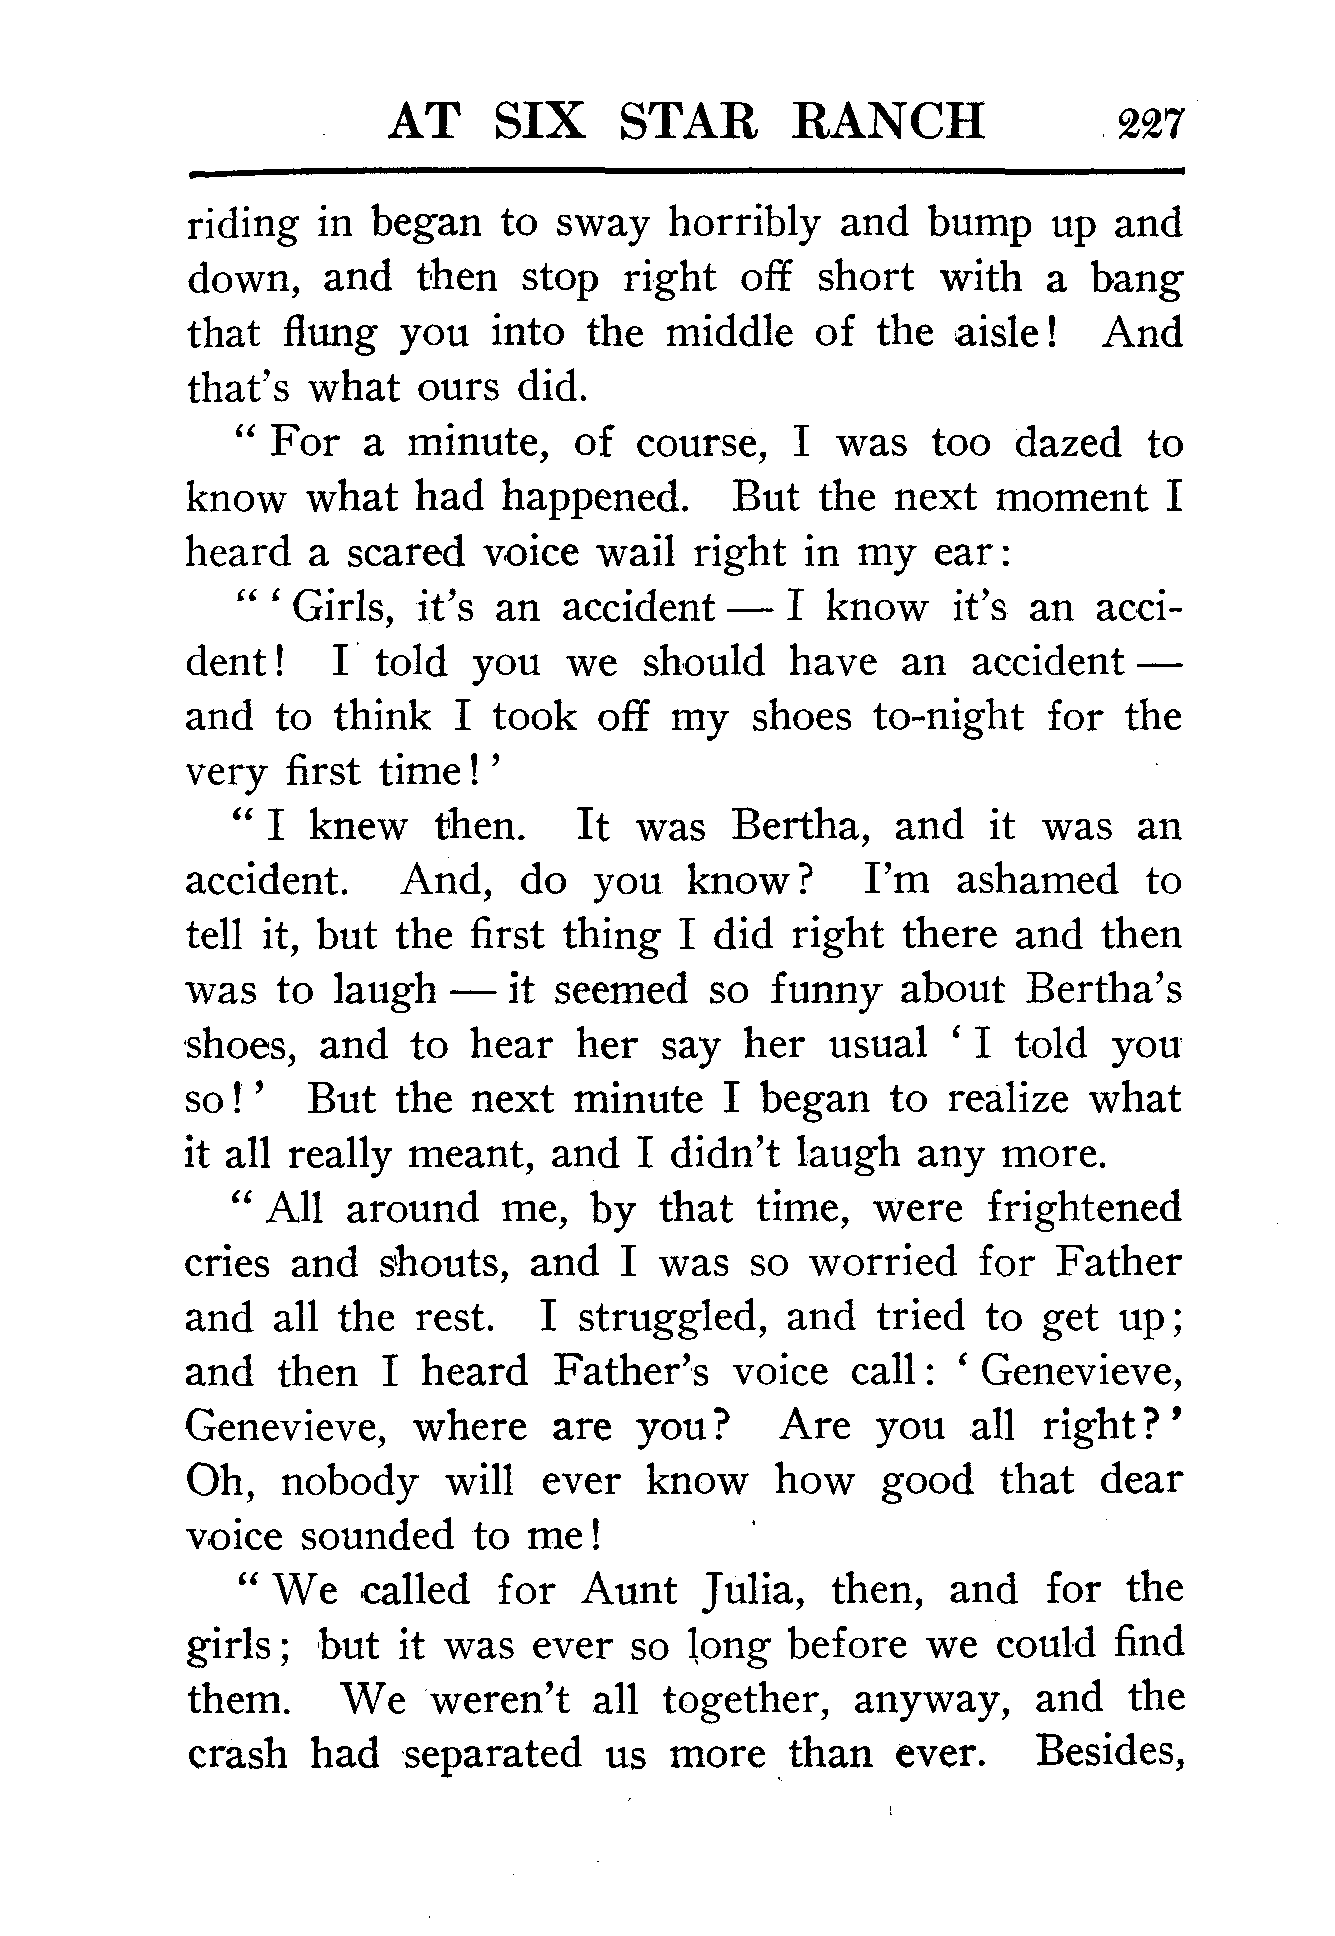 AT SIX STAR RANCH 227
riding in began to sway horribly and bump up and
down, and then stop right off short with a bang
that flung you into the middle of the aisle! And
that's what ours did.
" For a minute, of course, I was too dazed to
know what had happened. But the next moment I
heard a scared voice wail right in my ear:
" ' Girls, it's an accident — I know it's an acci-
dent! I told you we should have an accident —
and to think I took off my shoes to-night for the
very first time! '
" I knew then. It was Bertha, and it was an
accident. And, do you know? I'm ashamed to
tell it, but the first thing I did right there and then
was to laugh — it seemed so funny about Bertha's
shoes, and to hear her say her usual ' I told you
so! ' But the next minute I began to realize what
it all really meant, and I didn't laugh any more.
" All around me, by that time, were frightened
cries and shouts, and I was so worried for Father
and all the rest. I struggled, and tried to get up;
and then I heard Father's voice call: ' Genevieve,
Genevieve, where are you? Are you all right? '
Oh, nobody will ever know how good that dear
voice sounded to me!
" We called for Aunt Julia, then, and for the
girls; but it was ever so long before we could find
them. We weren't all together, anyway, and the
crash had separated us more than ever. Besides,